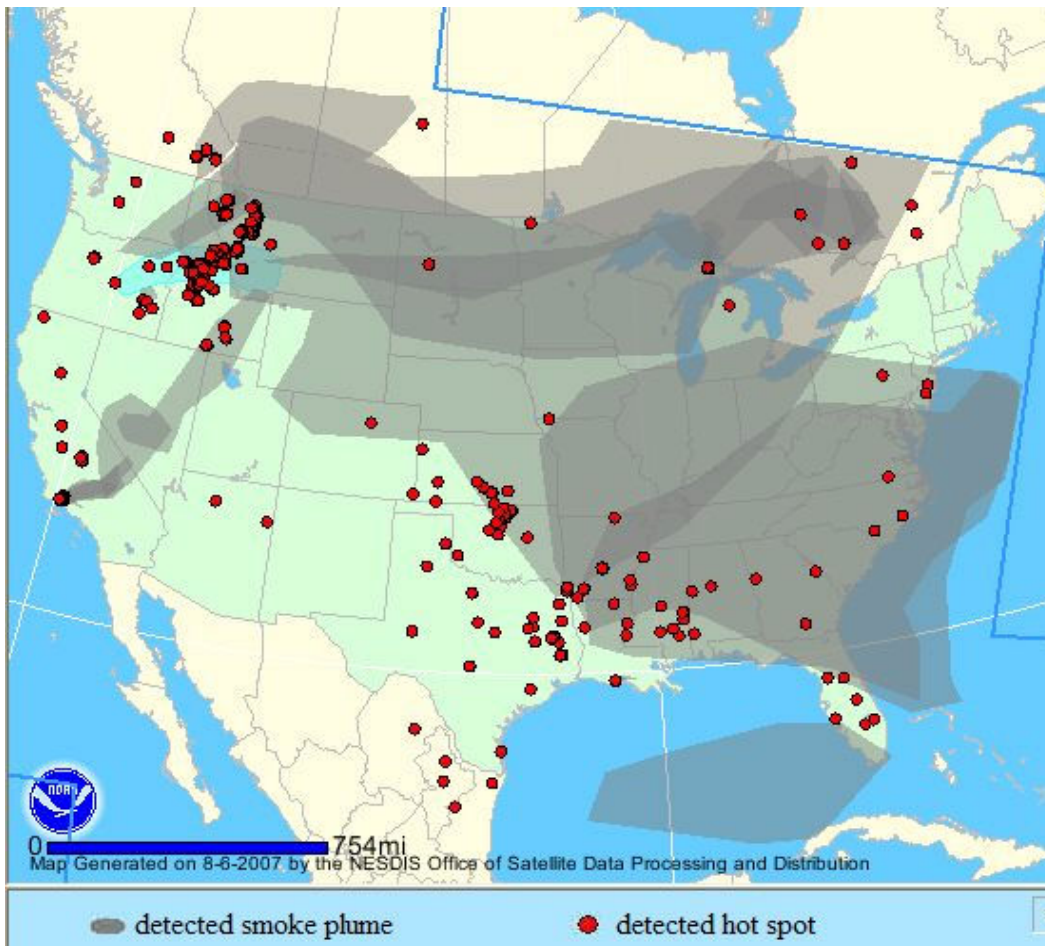 NOAA
0 754mi
Map Generated on 8-6-2007 by the NESDIS Office of Satellite Data Processing and Distribution
detected smoke plume detected hot spot